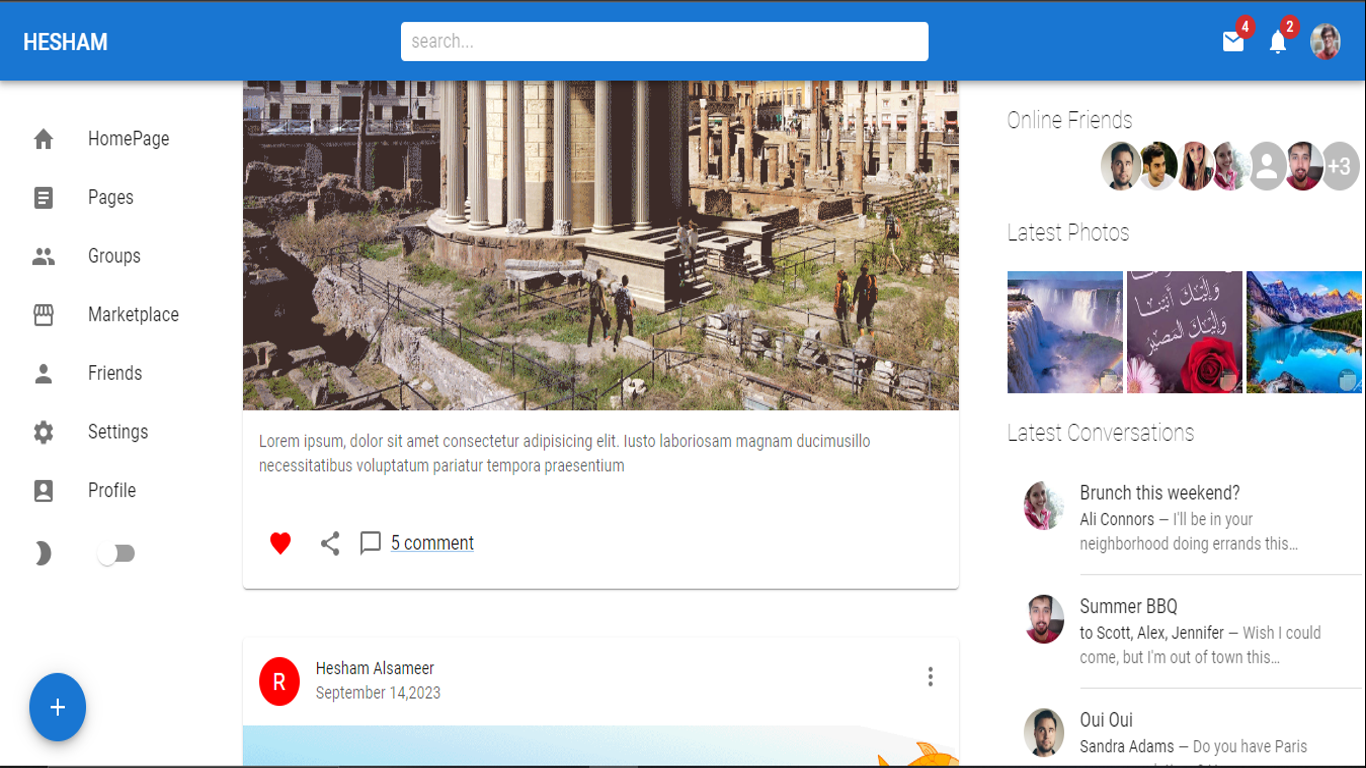 HESHAM
search...
4
2
HomePage
Pages
Groups
Marketplace
Friends
Settings
Profile
Lorem ipsum, dolor sit amet consectetur adipisicing elit. Iusto laboriosam magnam ducimusillo
necessitatibus voluptatum pariatur tempora praesentium
5 comment
R
Hesham Alsameer
September 14,2023
Online Friends
+3
Latest Photos
وَإِلَيْكَ أَنَبْنَا
وَإِلَيْكَ الْمَصِيرُ
Latest Conversations
Brunch this weekend?
Ali Connors — I'll be in your
neighborhood doing errands this…
Summer BBQ
to Scott, Alex, Jennifer — Wish I could
come, but I'm out of town this…
Oui Oui
Sandra Adams — Do you have Paris